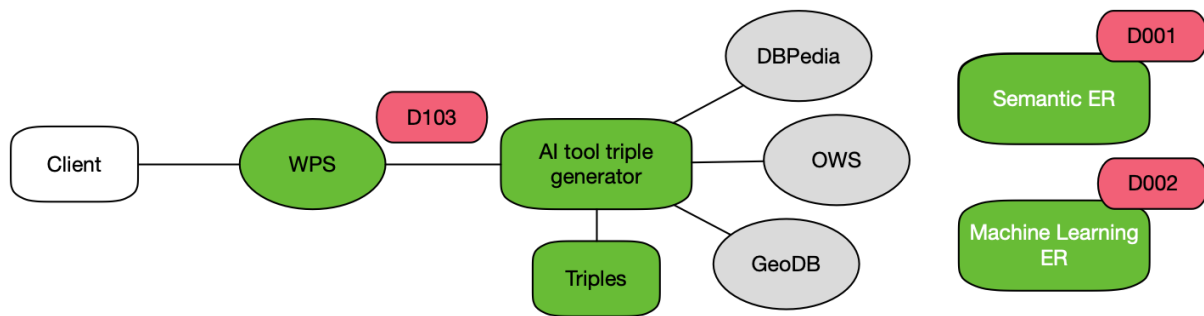 Client
WPS
D103
AI tool triple
generator
Triples
DBPedia
OWS
GeoDB
D001
Semantic ER
D002
Machine Learning
ER